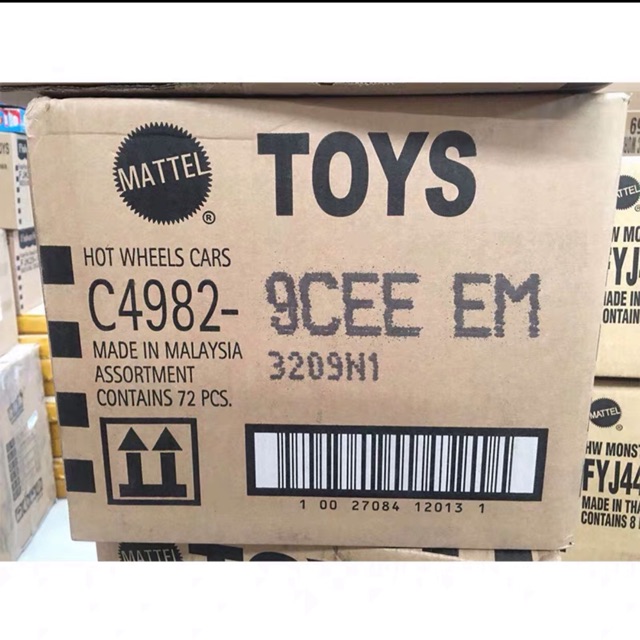 MATTEL
®
TOYS
HOT WHEELS CARS
C4982-
9CEE EM
MADE IN MALAYSIA
3209N1
ASSORTMENT
CONTAINS 72 PCS.
1 00 27084 12013 1
MATTEL
MATTEL
HW MONST
FYJ44
MADE IN THA
CONTAINS 8